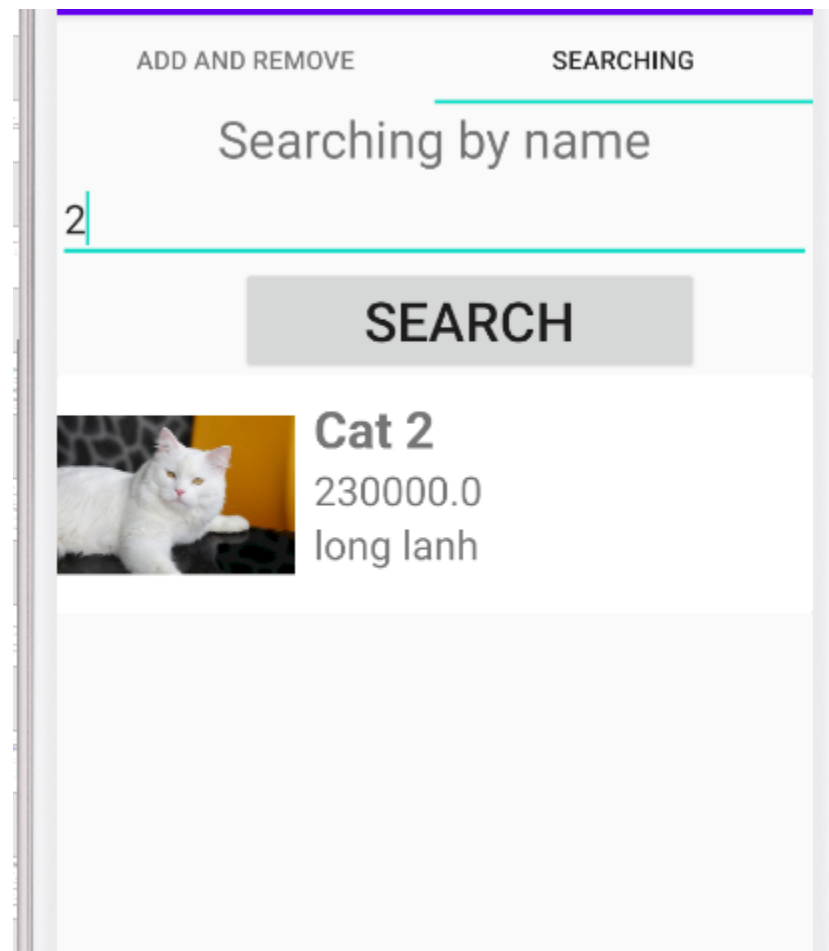 ADD AND REMOVE
SEARCHING
Searching by name
2
SEARCH
Cat 2
230000.0
long lanh